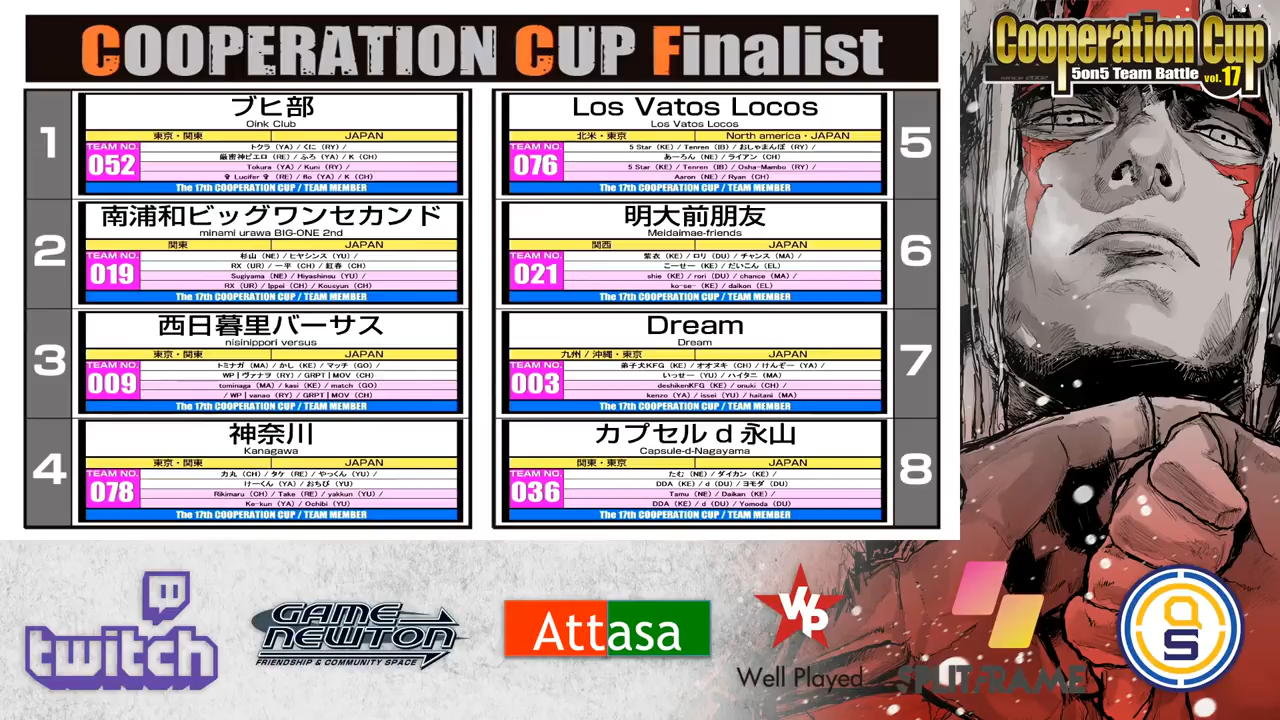 COOPERATION CUP Finalist
Cooperation Cup
SINCE 2002
5on5 Team Battle vol.17
1
ブヒ部
Oink Club
東京・関東 JAPAN
TEAM NO.
052
トクラ (YA) / くに (RY) /
厳密神ピエロ (RE) / ふろ (YA) / K (CH)
Tokura (YA) / Kuni (RY) /
Lucifer (RE) / flo (YA) / K (CH)
The 17th COOPERATION CUP / TEAM MEMBER
2
南浦和ビッグワンセカンド
minami urawa BIG-ONE 2nd
関東 JAPAN
TEAM NO.
019
杉山 (NE) / ヒヤシンス (YU) /
RX (UR) / 一平 (CH) / 紅春 (CH)
Sugiyama (NE) / Hiyashinsu (YU) /
RX (UR) / Ippei (CH) / Kousyun (CH)
The 17th COOPERATION CUP / TEAM MEMBER
3
西日暮里バーサス
nisinippori versus
東京・関東 JAPAN
TEAM NO.
009
トミナガ (MA) / かし (KE) / マッチ (GO) /
WP | ヴァナヲ (RY) / GRPT | MOV (CH)
tominaga (MA) / kasi (KE) / match (GO)
/ WP | vanao (RY) / GRPT | MOV (CH)
The 17th COOPERATION CUP / TEAM MEMBER
4
神奈川
Kanagawa
東京・関東 JAPAN
TEAM NO.
078
力丸 (CH) / タケ (RE) / やっくん (YU) /
けーくん (YA) / おちび (YU)
Rikimaru (CH) / Take (RE) / yakkun (YU) /
Ke-kun (YA) / Ochibi (YU)
The 17th COOPERATION CUP / TEAM MEMBER
5
Los Vatos Locos
Los Vatos Locos
北米・東京 North america・JAPAN
TEAM NO.
076
5 Star (KE) / Tenren (IB) / おしゃまんぼ (RY) /
あーろん (NE) / ライアン (CH)
5 Star (KE) / Tenren (IB) / Osha-Mambo (RY) /
Aaron (NE) / Ryan (CH)
The 17th COOPERATION CUP / TEAM MEMBER
6
明大前朋友
Meidaimae-friends
関西 JAPAN
TEAM NO.
021
紫衣 (KE) / ロリ (DU) / チャンス (MA) /
こーせー (KE) / だいこん (EL)
shie (KE) / rori (DU) / chance (MA) /
ko-se- (KE) / daikon (EL)
The 17th COOPERATION CUP / TEAM MEMBER
7
Dream
Dream
九州 / 沖縄・東京 JAPAN
TEAM NO.
003
弟子犬KFG (KE) / オオヌキ (CH) / けんぞー (YA) /
いっせー (YU) / ハイタニ (MA)
deshikenKFG (KE) / onuki (CH) /
kenzo (YA) / issei (YU) / haitani (MA)
The 17th COOPERATION CUP / TEAM MEMBER
8
カプセル d 永山
Capsule-d-Nagayama
関東・東京 JAPAN
TEAM NO.
036
たむ (NE) / ダイカン (KE) /
DDA (KE) / d (DU) / ヨモダ (DU)
Tamu (NE) / Daikan (KE) /
DDA (KE) / d (DU) / Yomoda (DU)
The 17th COOPERATION CUP / TEAM MEMBER
twitch
GAME NEWTON
FRIENDSHIP & COMMUNITY SPACE
Attasa
WP
Well Played
SPLIT/FRAME
QS